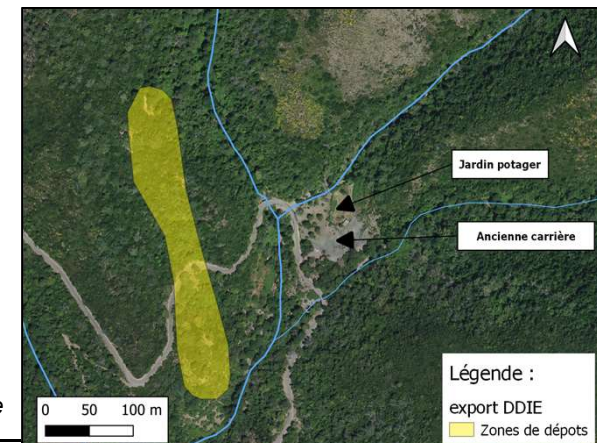 Jardin potager
Ancienne carrière
e
0 50 100 m
Légende :
export DDIE
Zones de dépots